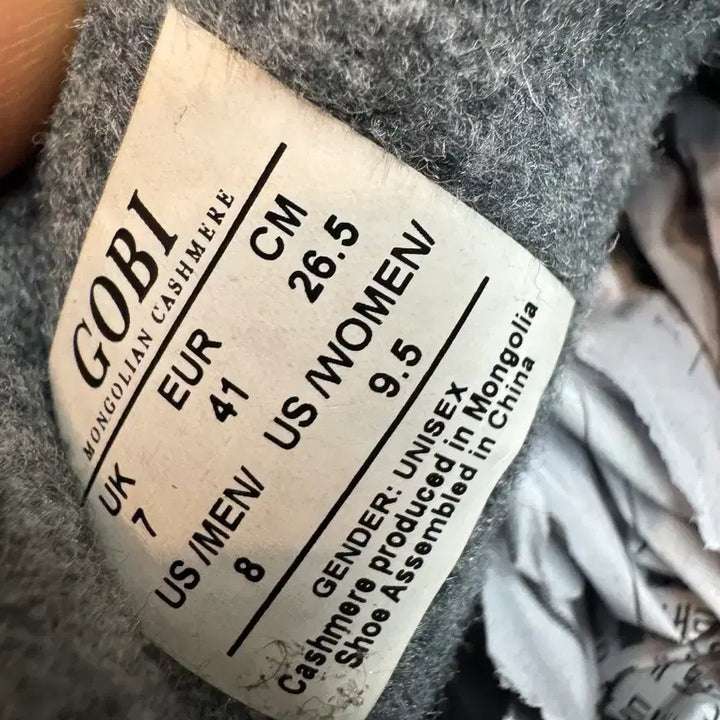 GOBI
MONGOLIAN CASHMERE
UK EUR CM
7 41 26.5
US /MEN/ US /WOMEN/
8 9.5
GENDER: UNISEX
Cashmere produced in Mongolia
Shoe Assembled in China